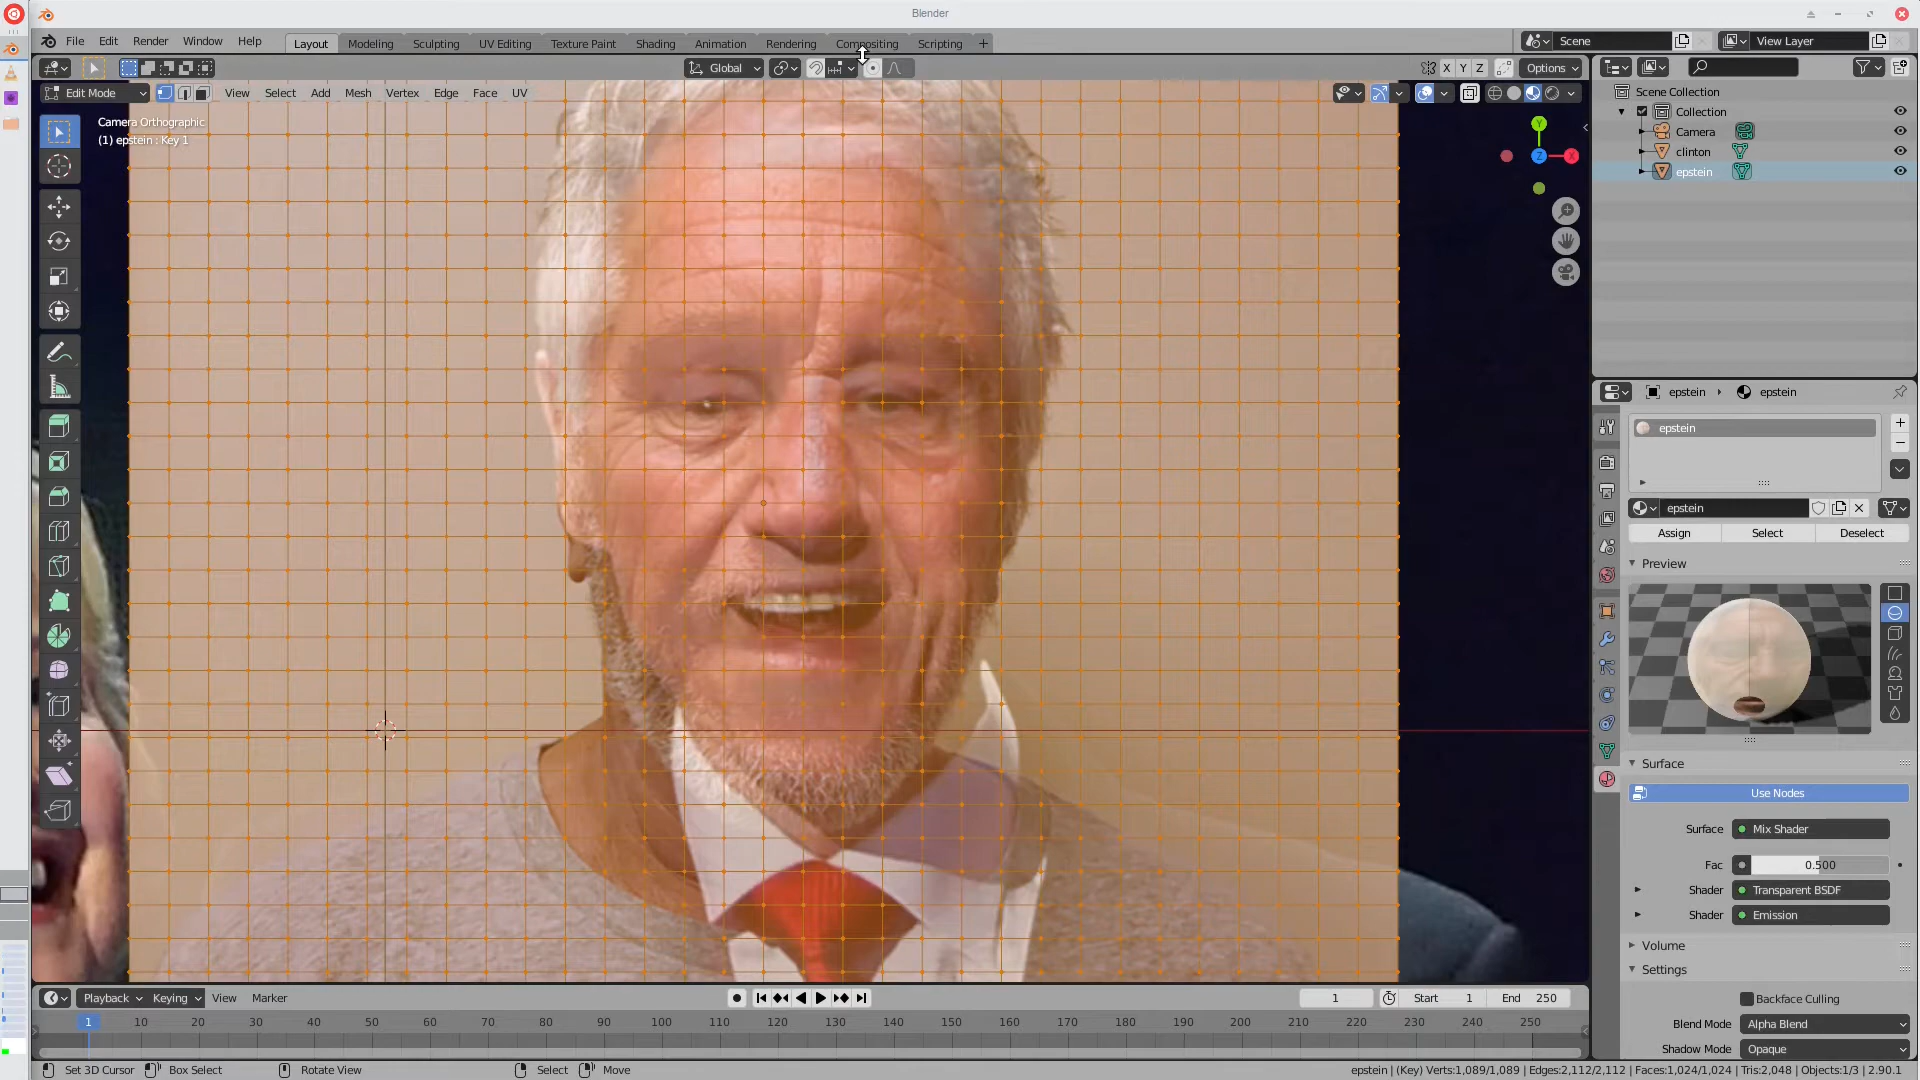 Blender
File Edit Render Window Help
Layout Modeling Sculpting UV Editing Texture Paint Shading Animation Rendering Compositing Scripting +
Scene
View Layer
Global
X Y Z
Options
Edit Mode
View Select Add Mesh Vertex Edge Face UV
Camera Orthographic
(1) epstein : Key 1
Y
Z
X
Scene Collection
Collection
Camera
clinton
epstein
epstein
epstein
epstein
epstein
Assign Select Deselect
Preview
Surface
Use Nodes
Surface Mix Shader
Fac 0.500
Shader Transparent BSDF
Shader Emission
Volume
Settings
Backface Culling
Blend Mode Alpha Blend
Shadow Mode Opaque
Playback Keying View Marker
1
Start 1
End 250
1 10 20 30 40 50 60 70 80 90 100 110 120 130 140 150 160 170 180 190 200 210 220 230 240 250
Set 3D Cursor Box Select Rotate View Select Move
epstein | (Key) Verts:1,089/1,089 | Edges:2,112/2,112 | Faces:1,024/1,024 | Tris:2,048 | Objects:1/3 | 2.90.1